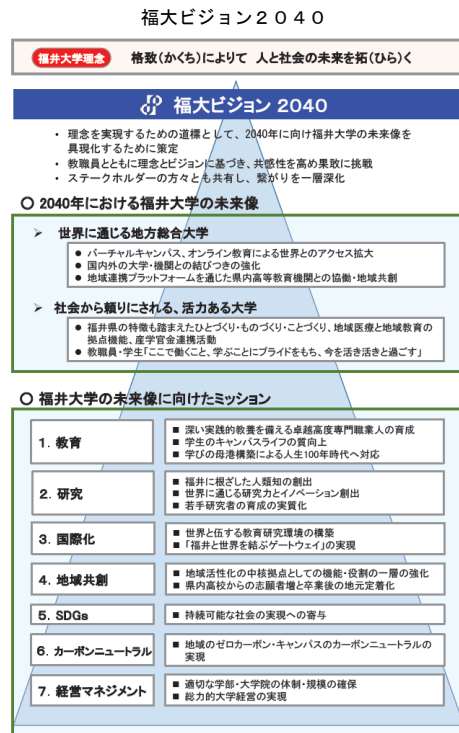 福大ビジョン２０４０
福井大学理念 格致(かくち)によりて 人と社会の未来を拓(ひら)く
福大ビジョン 2040
・ 理念を実現するための道標として、2040年に向け福井大学の未来像を
具現化するために策定
・ 教職員とともに理念とビジョンに基づき、共感性を高め果敢に挑戦
・ ステークホルダーの方々とも共有し、繋がりを一層深化
○ 2040年における福井大学の未来像
➢ 世界に通じる地方総合大学
● バーチャルキャンパス、オンライン教育による世界とのアクセス拡大
● 国内外の大学・機関との結びつきの強化
● 地域連携プラットフォームを通じた県内高等教育機関との協働・地域共創
➢ 社会から頼りにされる、活力ある大学
● 福井県の特徴も踏まえたひとづくり・ものづくり・ことづくり、地域医療と地域教育の
拠点機能、産学官金連携活動
● 教職員・学生「ここで働くこと、学ぶことにプライドをもち、今を活き活きと過ごす」
○ 福井大学の未来像に向けたミッション
1. 教育
■ 深い実践的教養を備える卓越高度専門職業人の育成
■ 学生のキャンパスライフの質向上
■ 学びの母港構築による人生100年時代へ対応
2. 研究
■ 福井に根ざした人類知の創出
■ 世界に通じる研究力とイノベーション創出
■ 若手研究者の育成の実質化
3. 国際化
■ 世界と伍する教育研究環境の構築
■ 「福井と世界を結ぶゲートウェイ」の実現
4. 地域共創
■ 地域活性化の中核拠点としての機能・役割の一層の強化
■ 県内高校からの志願者増と卒業後の地元定着化
5. SDGs
■ 持続可能な社会の実現への寄与
6. カーボンニュートラル
■ 地域のゼロカーボン・キャンパスのカーボンニュートラルの
実現
7. 経営マネジメント
■ 適切な学部・大学院の体制・規模の確保
■ 総力的大学経営の実現